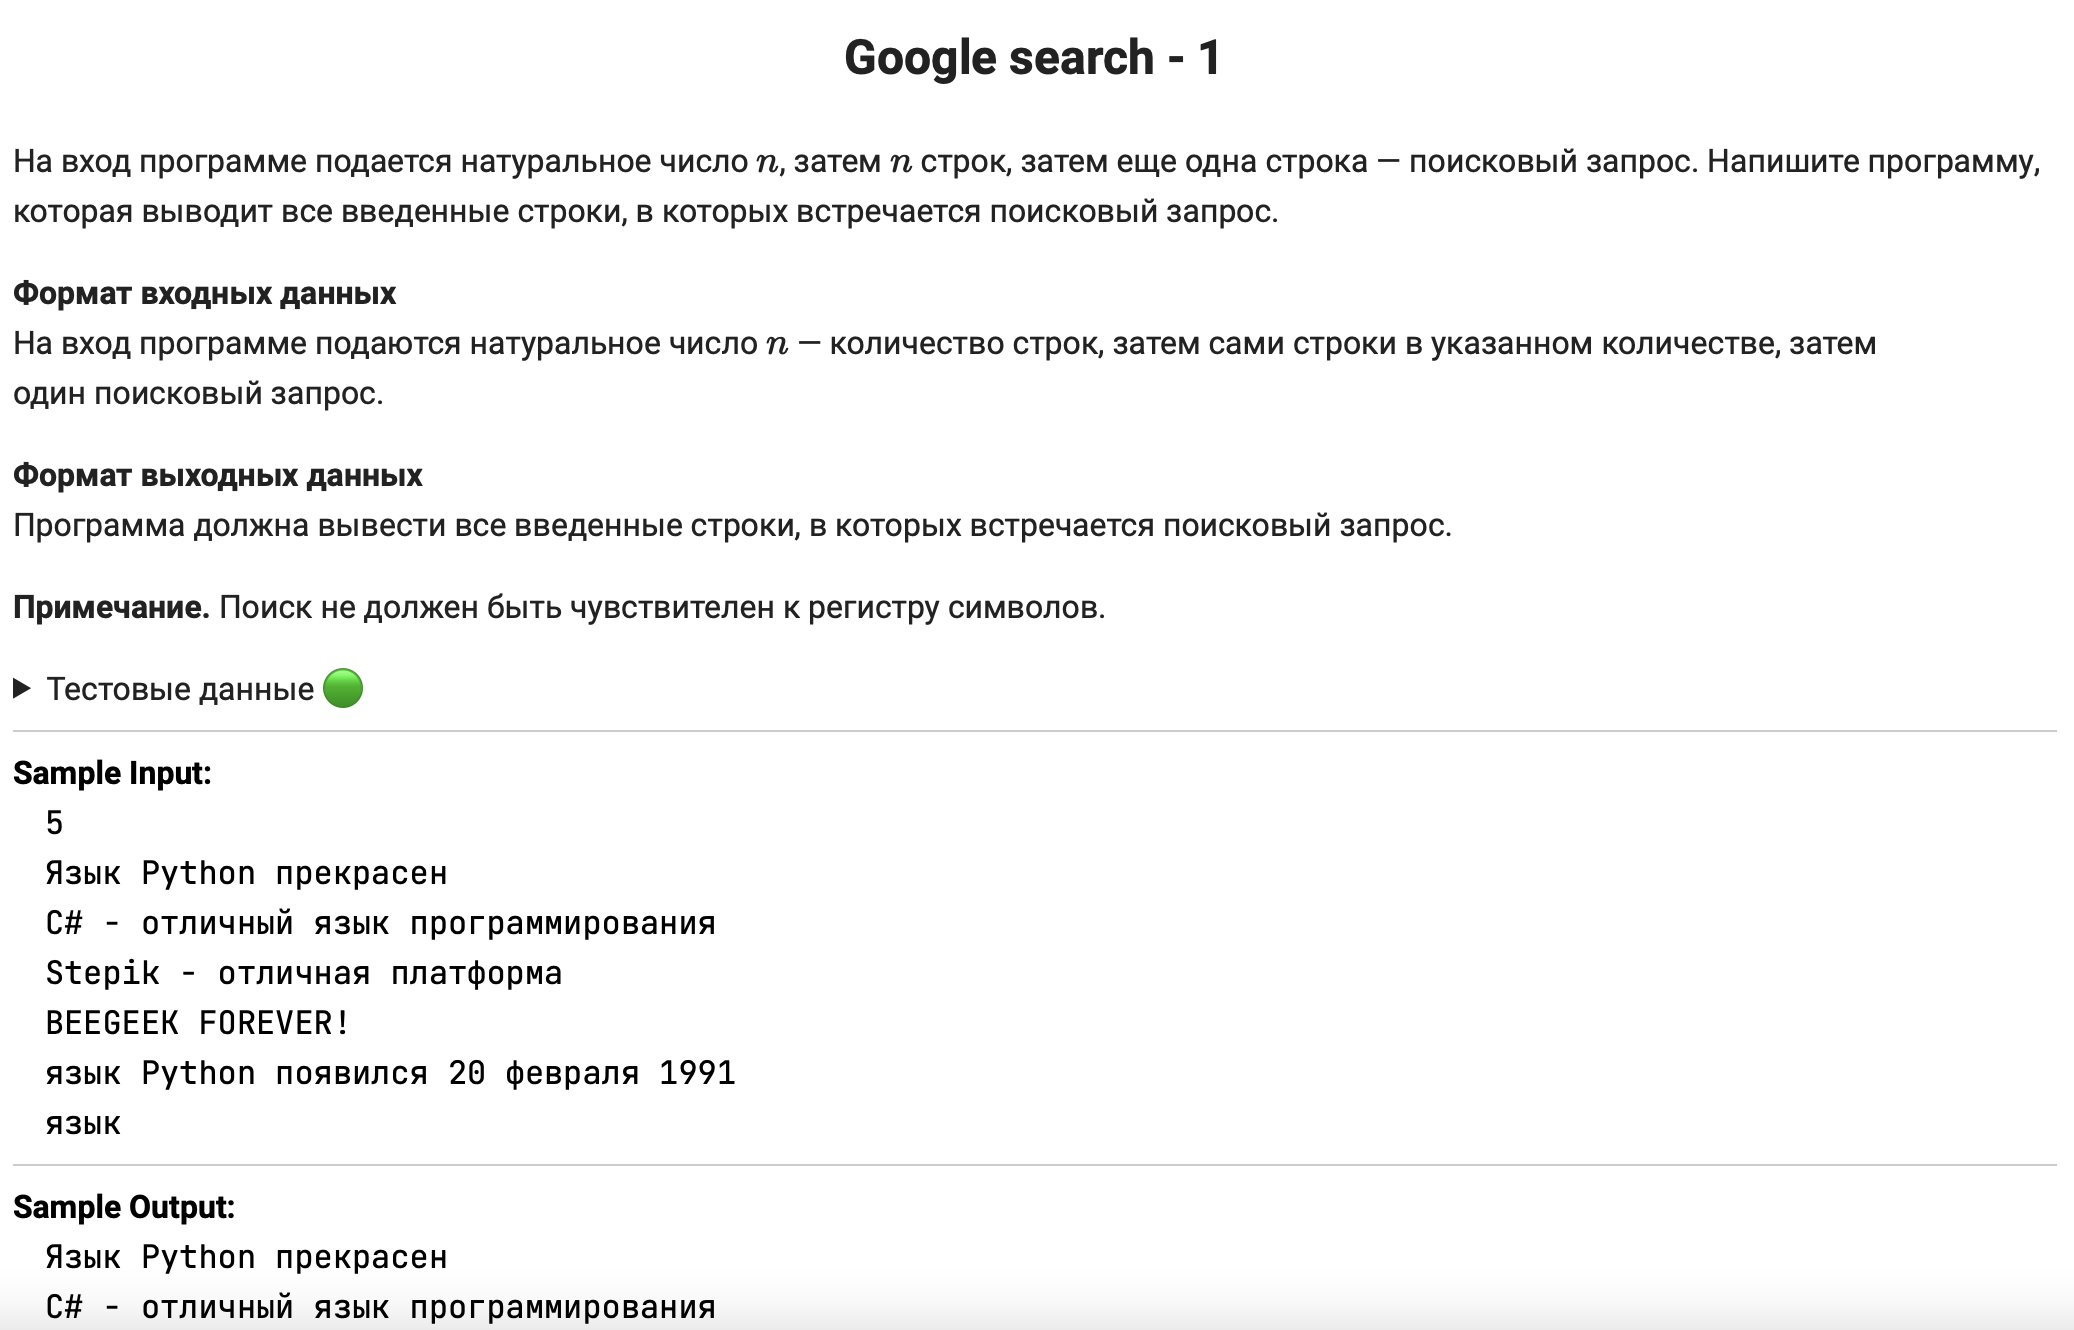 Google search - 1
На вход программе подается натуральное число n, затем n строк, затем еще одна строка — поисковый запрос. Напишите программу,
которая выводит все введенные строки, в которых встречается поисковый запрос.
Формат входных данных
На вход программе подаются натуральное число n — количество строк, затем сами строки в указанном количестве, затем
один поисковый запрос.
Формат выходных данных
Программа должна вывести все введенные строки, в которых встречается поисковый запрос.
Примечание. Поиск не должен быть чувствителен к регистру символов.
Тестовые данные
Sample Input:
5
Язык Python прекрасен
C# - отличный язык программирования
Stepik - отличная платформа
BEEGEEK FOREVER!
язык Python появился 20 февраля 1991
язык
Sample Output:
Язык Python прекрасен
C# - отличный язык программирования